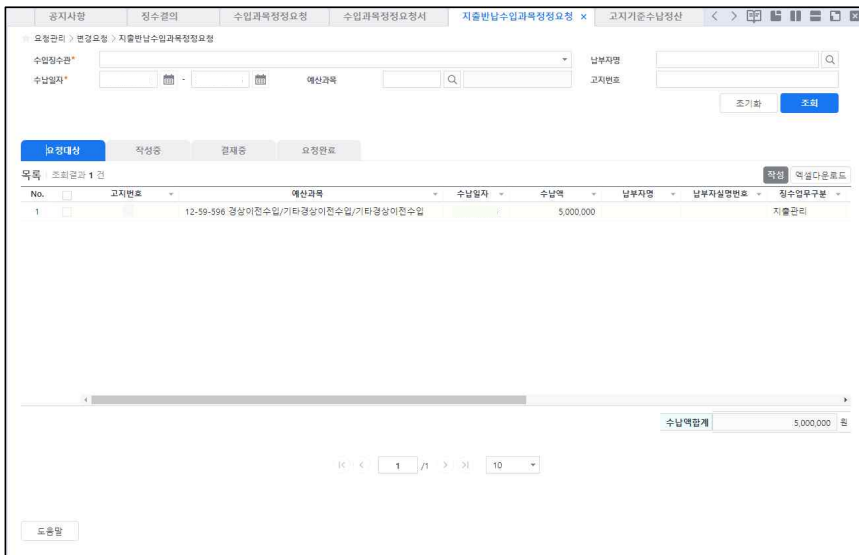 공지사항 징수결의 수입과목정정요청 수입과목정정요청서 지출반납수입과목정정요청 × 고지기준수납정산
요청관리 > 변경요청 > 지출반납수입과목정정요청
수입징수관* 납부자명
수납일자* - 예산과목 고지번호
초기화 조회
요청대상 작성중 결재중 요청완료
목록 조회결과 1 건 작성 엑셀다운로드
No. 고지번호 예산과목 수납일자 수납액 납부자명 납부자실명번호 징수업무구분
1 12-59-596 경상이전수입/기타경상이전수입/기타경상이전수입 5,000,000 지출관리
수납액합계 5,000,000 원
1 /1 10
도움말